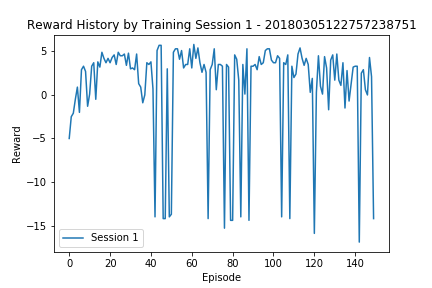 Reward History by Training Session 1 - 20180305122757238751
5
0
−5
−10
−15
Reward
Session 1
0 20 40 60 80 100 120 140
Episode